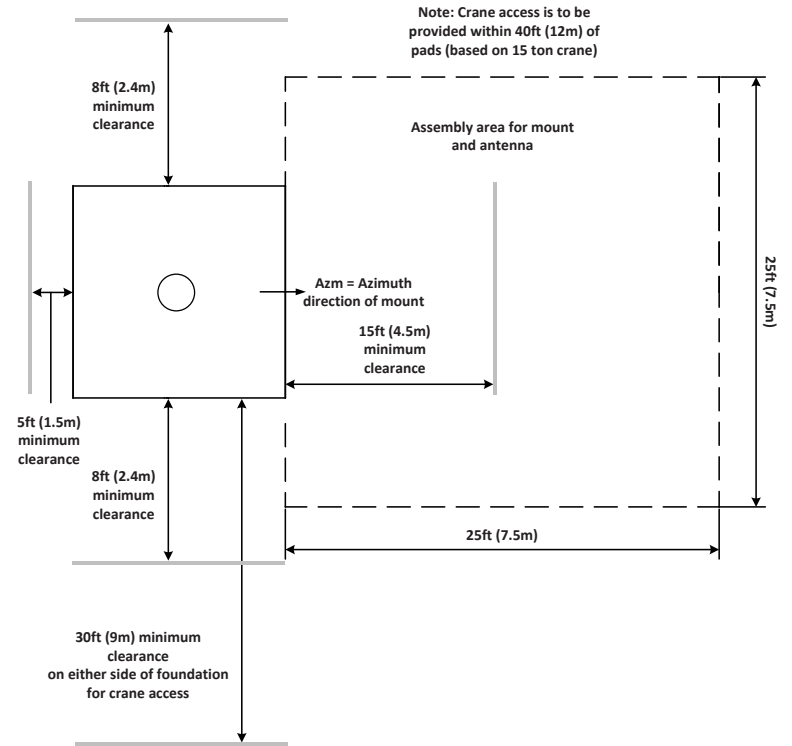 Note: Crane access is to be
provided within 40ft (12m) of
pads (based on 15 ton crane)
8ft (2.4m)
minimum
clearance
Assembly area for mount
and antenna
25ft (7.5m)
Azm = Azimuth
direction of mount
15ft (4.5m)
minimum
clearance
5ft (1.5m)
minimum
clearance
8ft (2.4m)
minimum
clearance
25ft (7.5m)
30ft (9m) minimum
clearance
on either side of foundation
for crane access